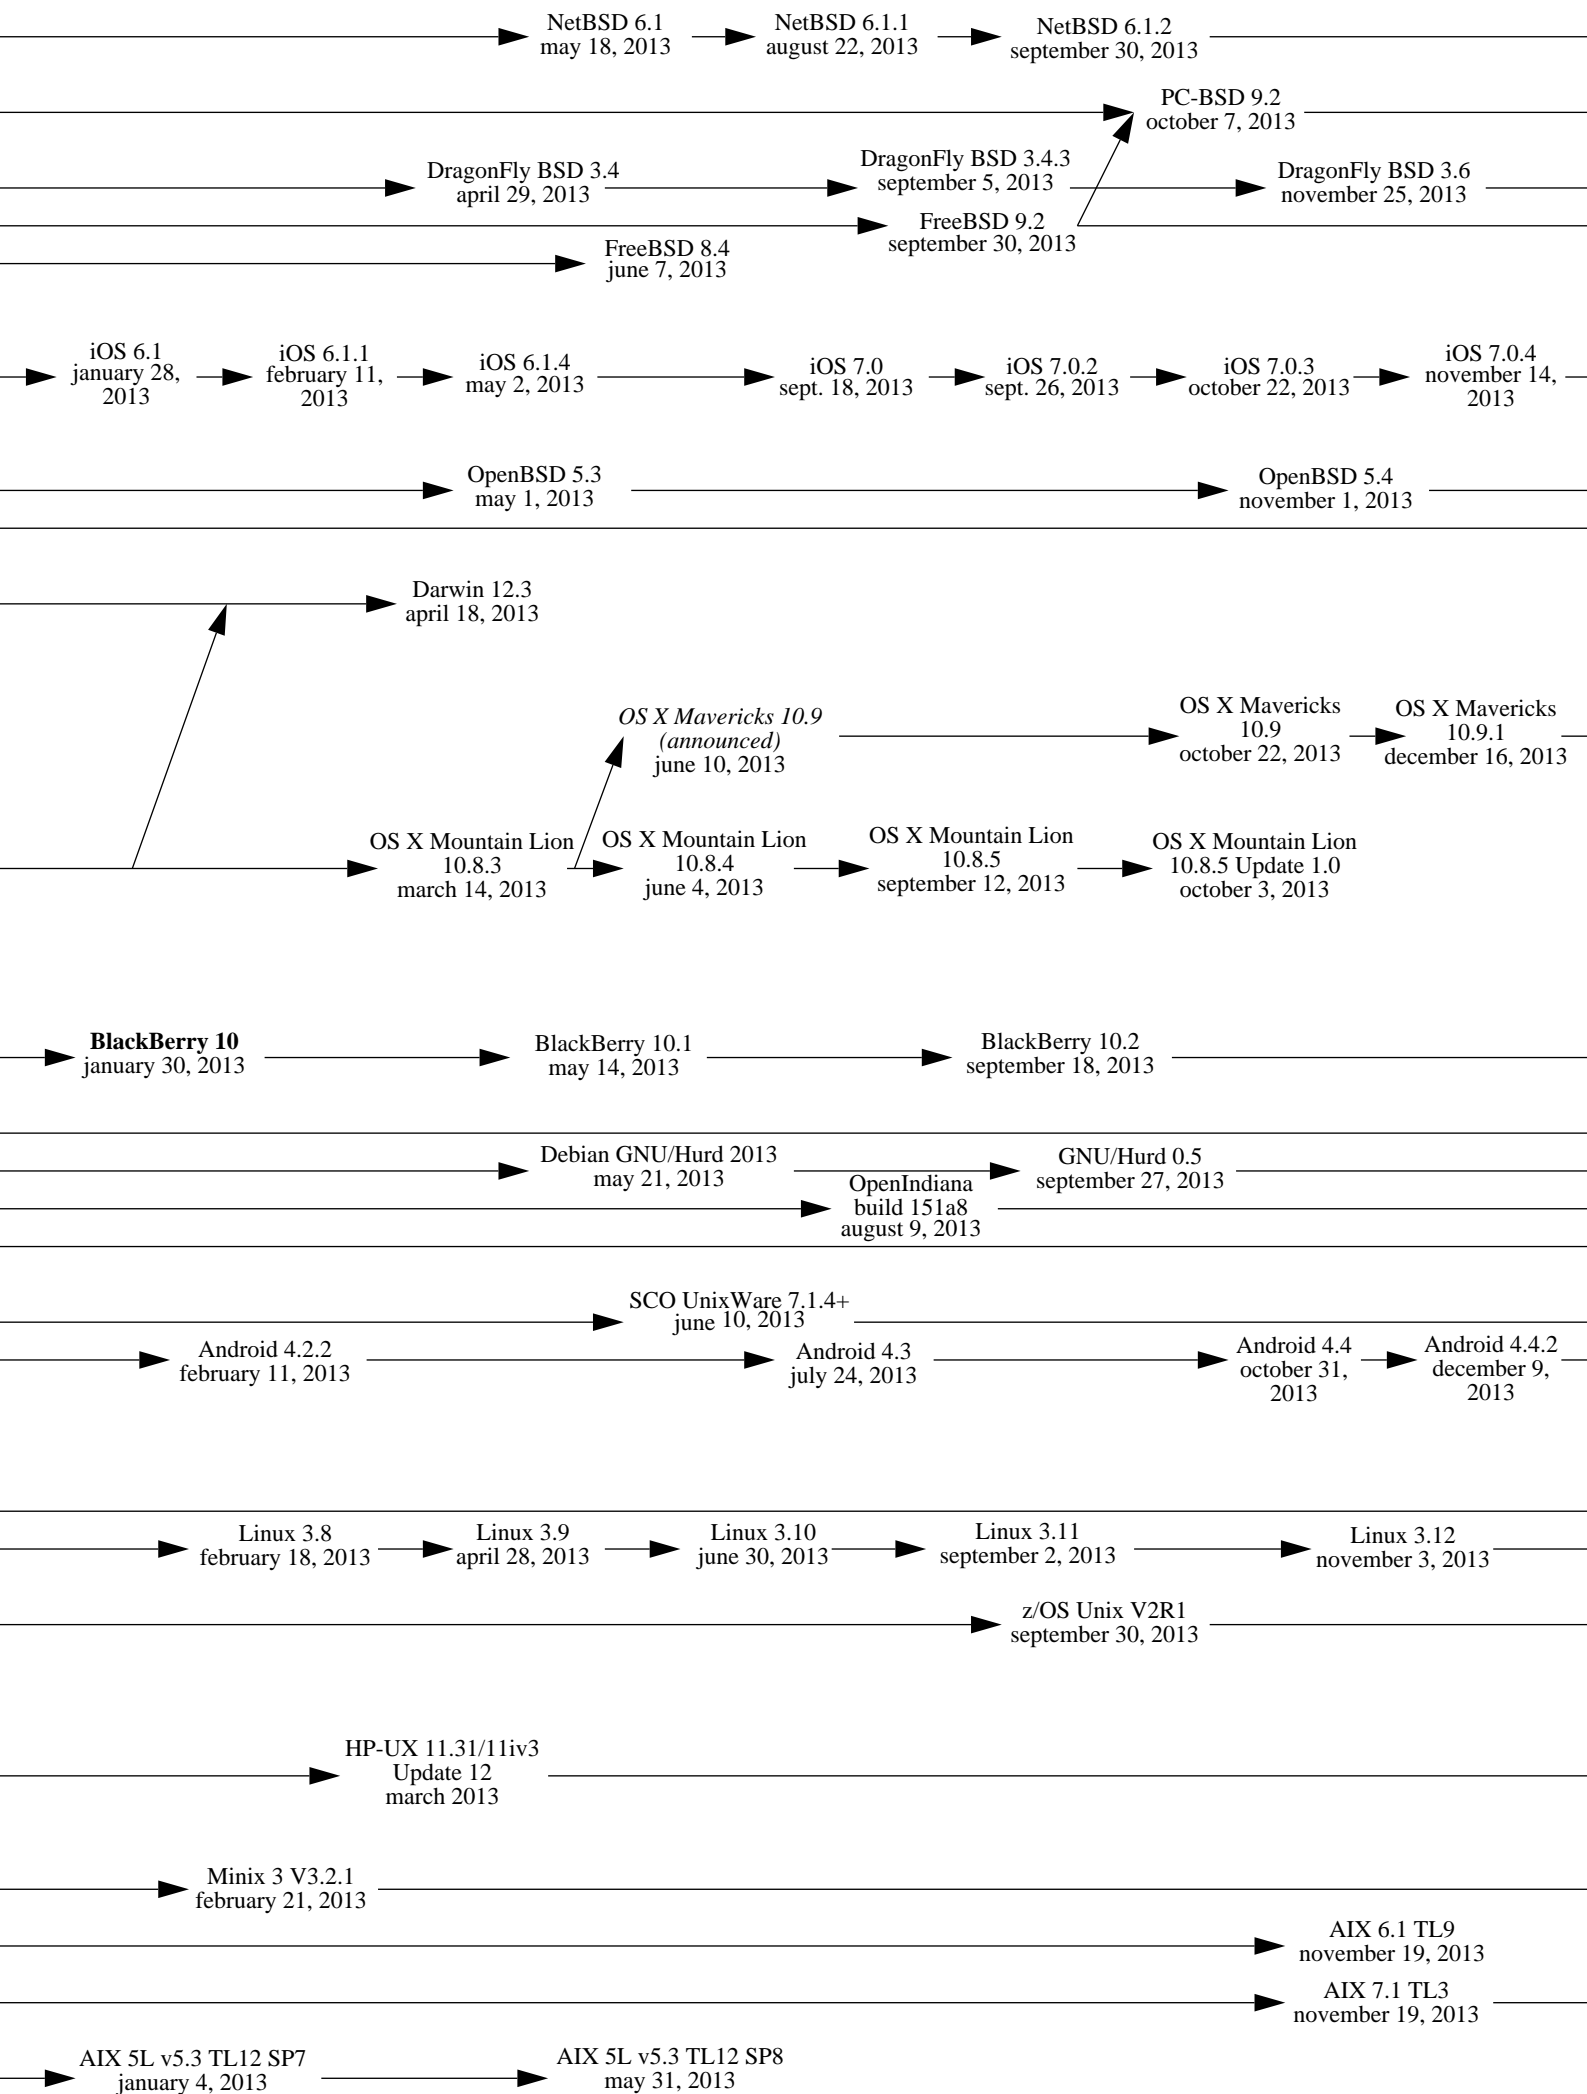 NetBSD 6.1
may 18, 2013
NetBSD 6.1.1
august 22, 2013
NetBSD 6.1.2
september 30, 2013
PC-BSD 9.2
october 7, 2013
DragonFly BSD 3.4
april 29, 2013
DragonFly BSD 3.4.3
september 5, 2013
DragonFly BSD 3.6
november 25, 2013
FreeBSD 9.2
september 30, 2013
FreeBSD 8.4
june 7, 2013
iOS 6.1
january 28,
2013
iOS 6.1.1
february 11,
2013
iOS 6.1.4
may 2, 2013
iOS 7.0
sept. 18, 2013
iOS 7.0.2
sept. 26, 2013
iOS 7.0.3
october 22, 2013
iOS 7.0.4
november 14,
2013
OpenBSD 5.3
may 1, 2013
OpenBSD 5.4
november 1, 2013
Darwin 12.3
april 18, 2013
OS X Mavericks 10.9
(announced)
june 10, 2013
OS X Mavericks
10.9
october 22, 2013
OS X Mavericks
10.9.1
december 16, 2013
OS X Mountain Lion
10.8.3
march 14, 2013
OS X Mountain Lion
10.8.4
june 4, 2013
OS X Mountain Lion
10.8.5
september 12, 2013
OS X Mountain Lion
10.8.5 Update 1.0
october 3, 2013
BlackBerry 10
january 30, 2013
BlackBerry 10.1
may 14, 2013
BlackBerry 10.2
september 18, 2013
Debian GNU/Hurd 2013
may 21, 2013
GNU/Hurd 0.5
september 27, 2013
OpenIndiana
build 151a8
august 9, 2013
SCO UnixWare 7.1.4+
june 10, 2013
Android 4.2.2
february 11, 2013
Android 4.3
july 24, 2013
Android 4.4
october 31,
2013
Android 4.4.2
december 9,
2013
Linux 3.8
february 18, 2013
Linux 3.9
april 28, 2013
Linux 3.10
june 30, 2013
Linux 3.11
september 2, 2013
Linux 3.12
november 3, 2013
z/OS Unix V2R1
september 30, 2013
HP-UX 11.31/11iv3
Update 12
march 2013
Minix 3 V3.2.1
february 21, 2013
AIX 6.1 TL9
november 19, 2013
AIX 7.1 TL3
november 19, 2013
AIX 5L v5.3 TL12 SP7
january 4, 2013
AIX 5L v5.3 TL12 SP8
may 31, 2013